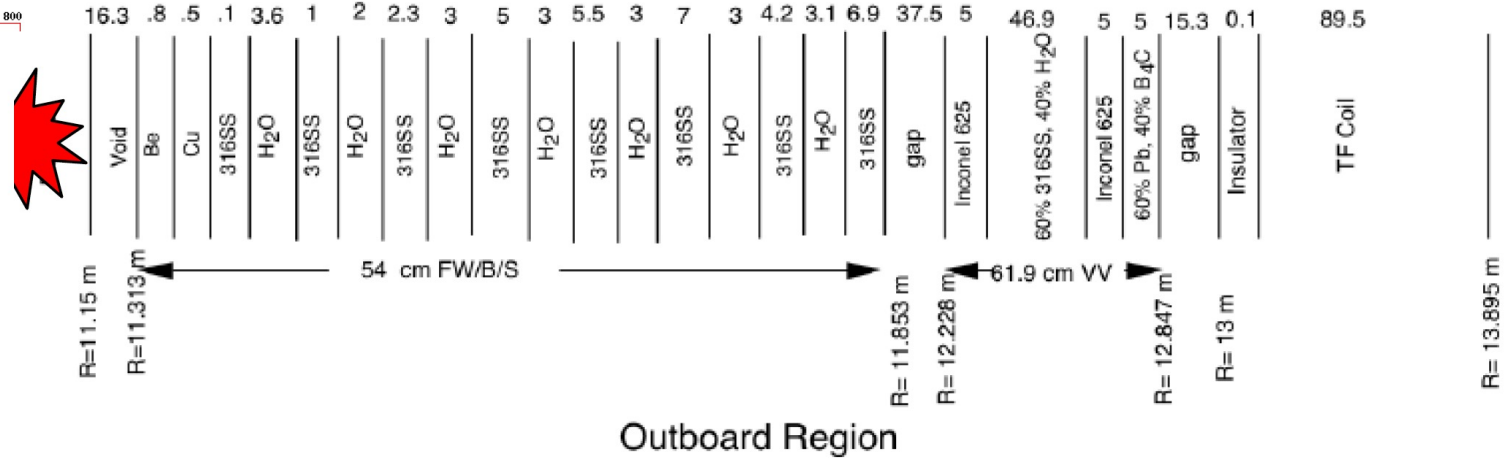 800
16.3 .8 .5 .1 3.6 1 2 2.3 3 5 3 5.5 3 7 3 4.2 3.1 6.9 37.5 5 46.9 5 5 15.3 0.1 89.5
Void
Be
Cu
316SS
H2O
316SS
H2O
316SS
H2O
316SS
H2O
316SS
H2O
316SS
H2O
316SS
H2O
316SS
gap
Inconel 625
60% 316SS, 40% H2O
Inconel 625
60% Pb, 40% B4C
gap
Insulator
TF Coil
54 cm FW/B/S
61.9 cm VV
R=11.15 m
R=11.313 m
R= 11.853 m
R= 12.228 m
R= 12.847 m
R= 13 m
R= 13.895 m
Outboard Region